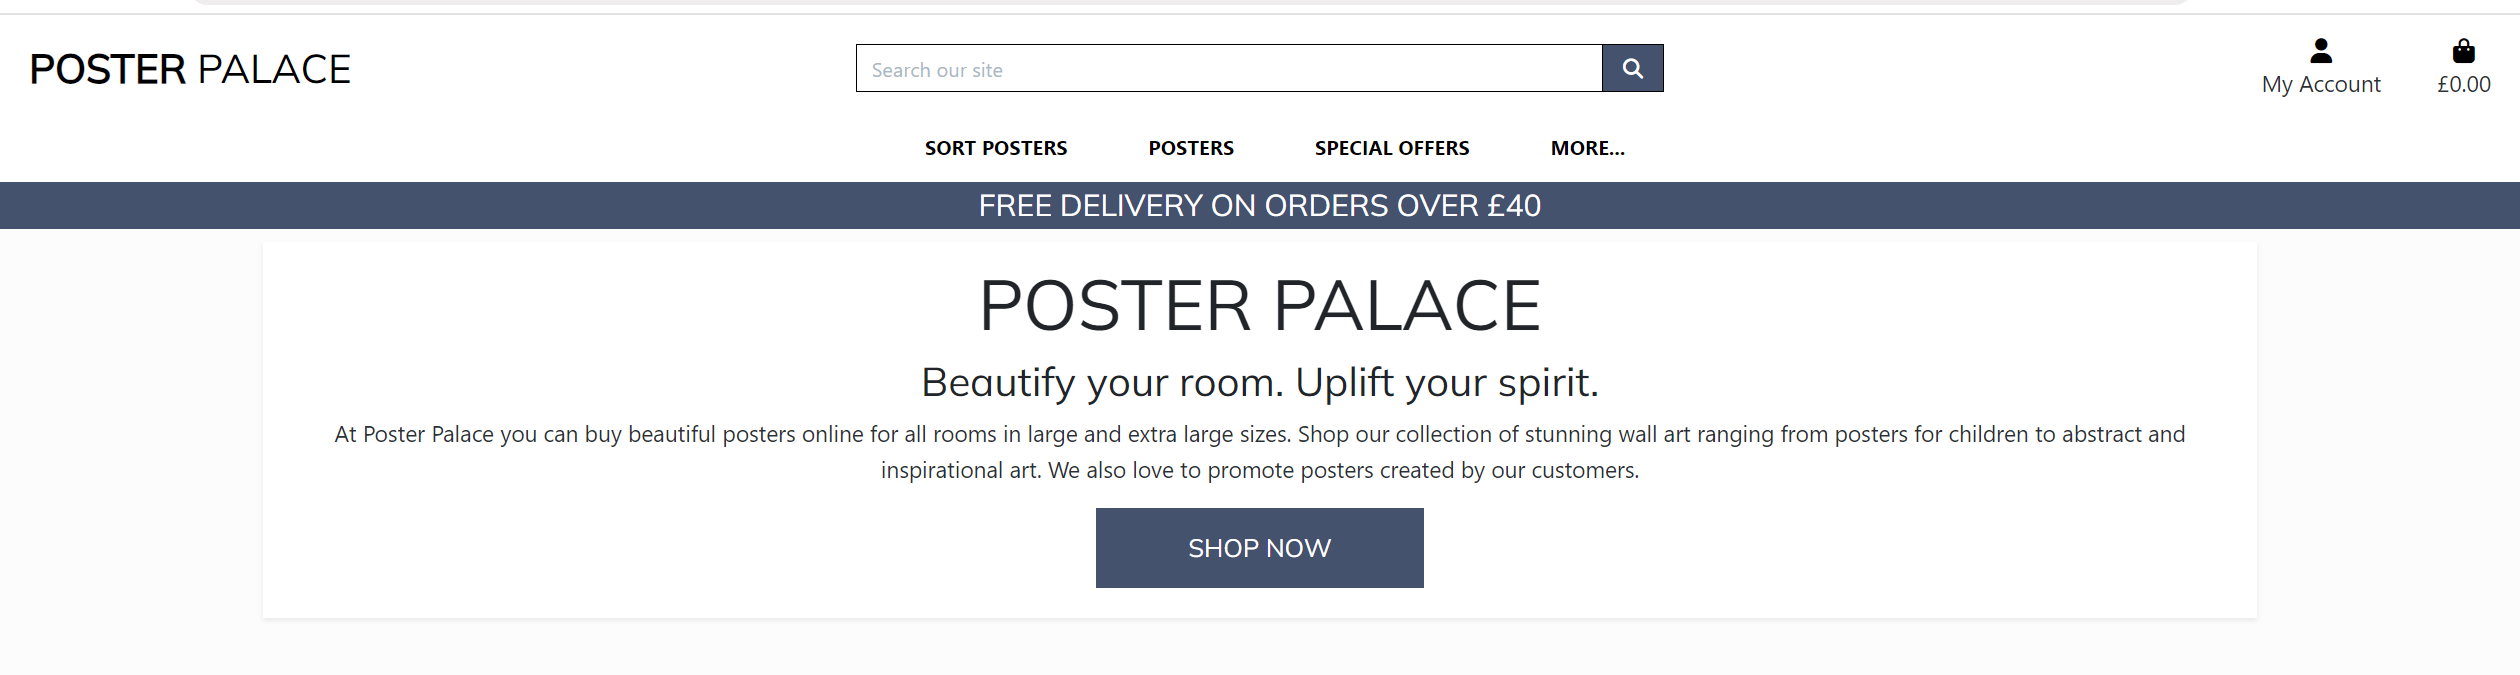 POSTER PALACE
Search our site
My Account
£0.00
SORT POSTERS
POSTERS
SPECIAL OFFERS
MORE...
FREE DELIVERY ON ORDERS OVER £40
POSTER PALACE
Beautify your room. Uplift your spirit.
At Poster Palace you can buy beautiful posters online for all rooms in large and extra large sizes. Shop our collection of stunning wall art ranging from posters for children to abstract and
inspirational art. We also love to promote posters created by our customers.
SHOP NOW